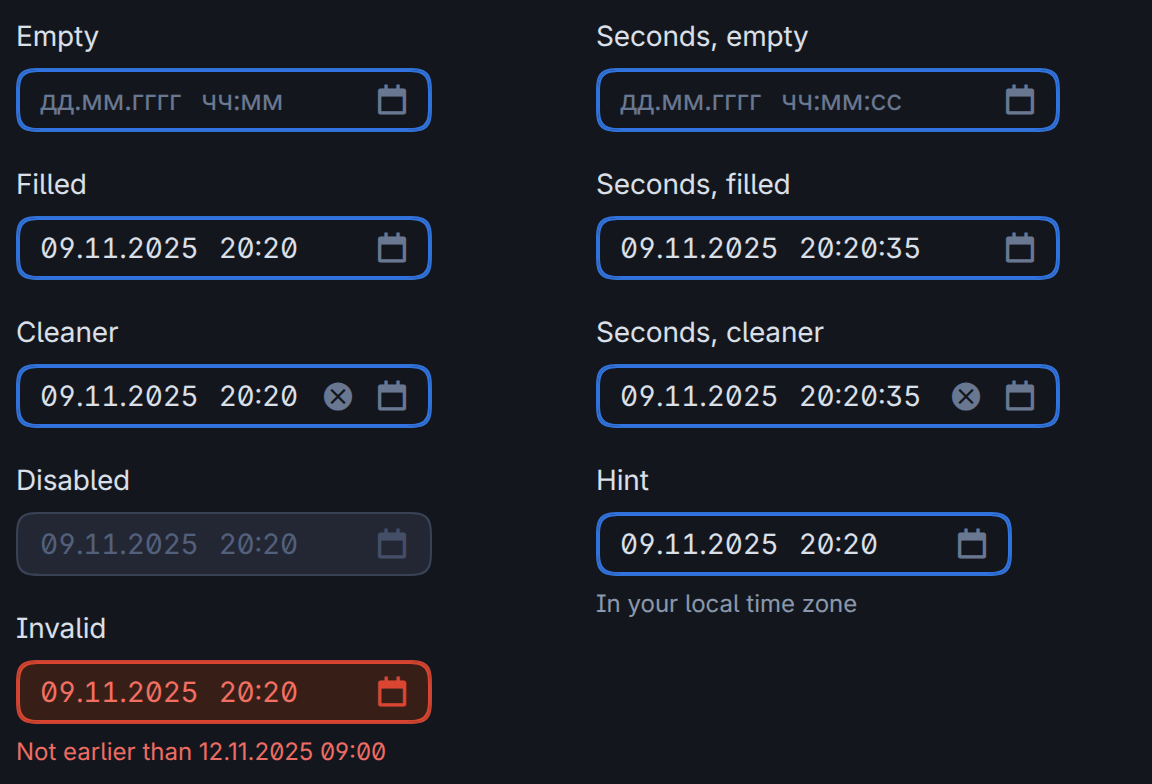 Empty
дд.мм.гггг чч:мм
Filled
09.11.2025 20:20
Cleaner
09.11.2025 20:20
Disabled
09.11.2025 20:20
Invalid
09.11.2025 20:20
Not earlier than 12.11.2025 09:00
Seconds, empty
дд.мм.гггг чч:мм:сс
Seconds, filled
09.11.2025 20:20:35
Seconds, cleaner
09.11.2025 20:20:35
Hint
09.11.2025 20:20
In your local time zone